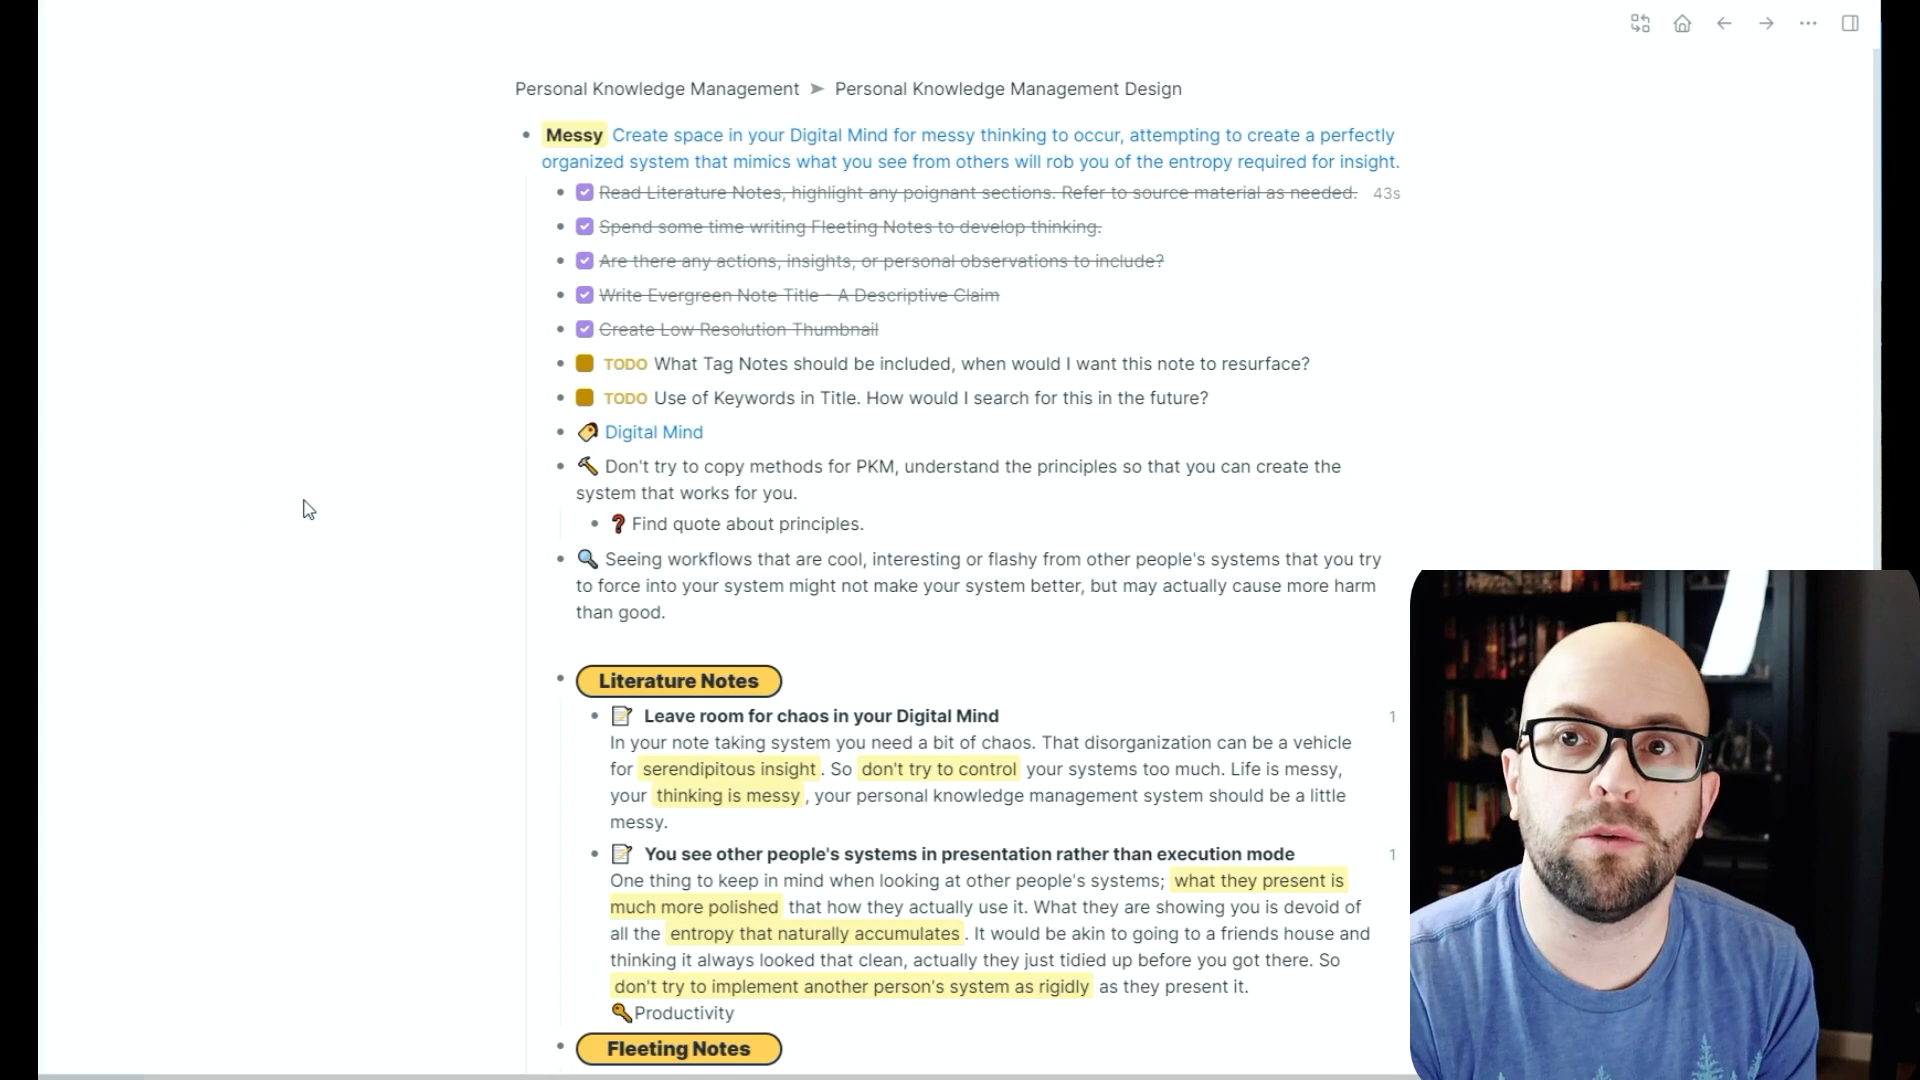 Personal Knowledge Management ➤ Personal Knowledge Management Design
Messy Create space in your Digital Mind for messy thinking to occur, attempting to create a perfectly
organized system that mimics what you see from others will rob you of the entropy required for insight.
Read Literature Notes, highlight any poignant sections. Refer to source material as needed. 43s
Spend some time writing Fleeting Notes to develop thinking.
Are there any actions, insights, or personal observations to include?
Write Evergreen Note Title - A Descriptive Claim
Create Low Resolution Thumbnail
TODO What Tag Notes should be included, when would I want this note to resurface?
TODO Use of Keywords in Title. How would I search for this in the future?
Digital Mind
Don't try to copy methods for PKM, understand the principles so that you can create the
system that works for you.
❓ Find quote about principles.
Seeing workflows that are cool, interesting or flashy from other people's systems that you try
to force into your system might not make your system better, but may actually cause more harm
than good.
Literature Notes
Leave room for chaos in your Digital Mind 1
In your note taking system you need a bit of chaos. That disorganization can be a vehicle
for serendipitous insight. So don't try to control your systems too much. Life is messy,
your thinking is messy, your personal knowledge management system should be a little
messy.
You see other people's systems in presentation rather than execution mode 1
One thing to keep in mind when looking at other people's systems; what they present is
much more polished that how they actually use it. What they are showing you is devoid of
all the entropy that naturally accumulates. It would be akin to going to a friends house and
thinking it always looked that clean, actually they just tidied up before you got there. So
don't try to implement another person's system as rigidly as they present it.
Productivity
Fleeting Notes